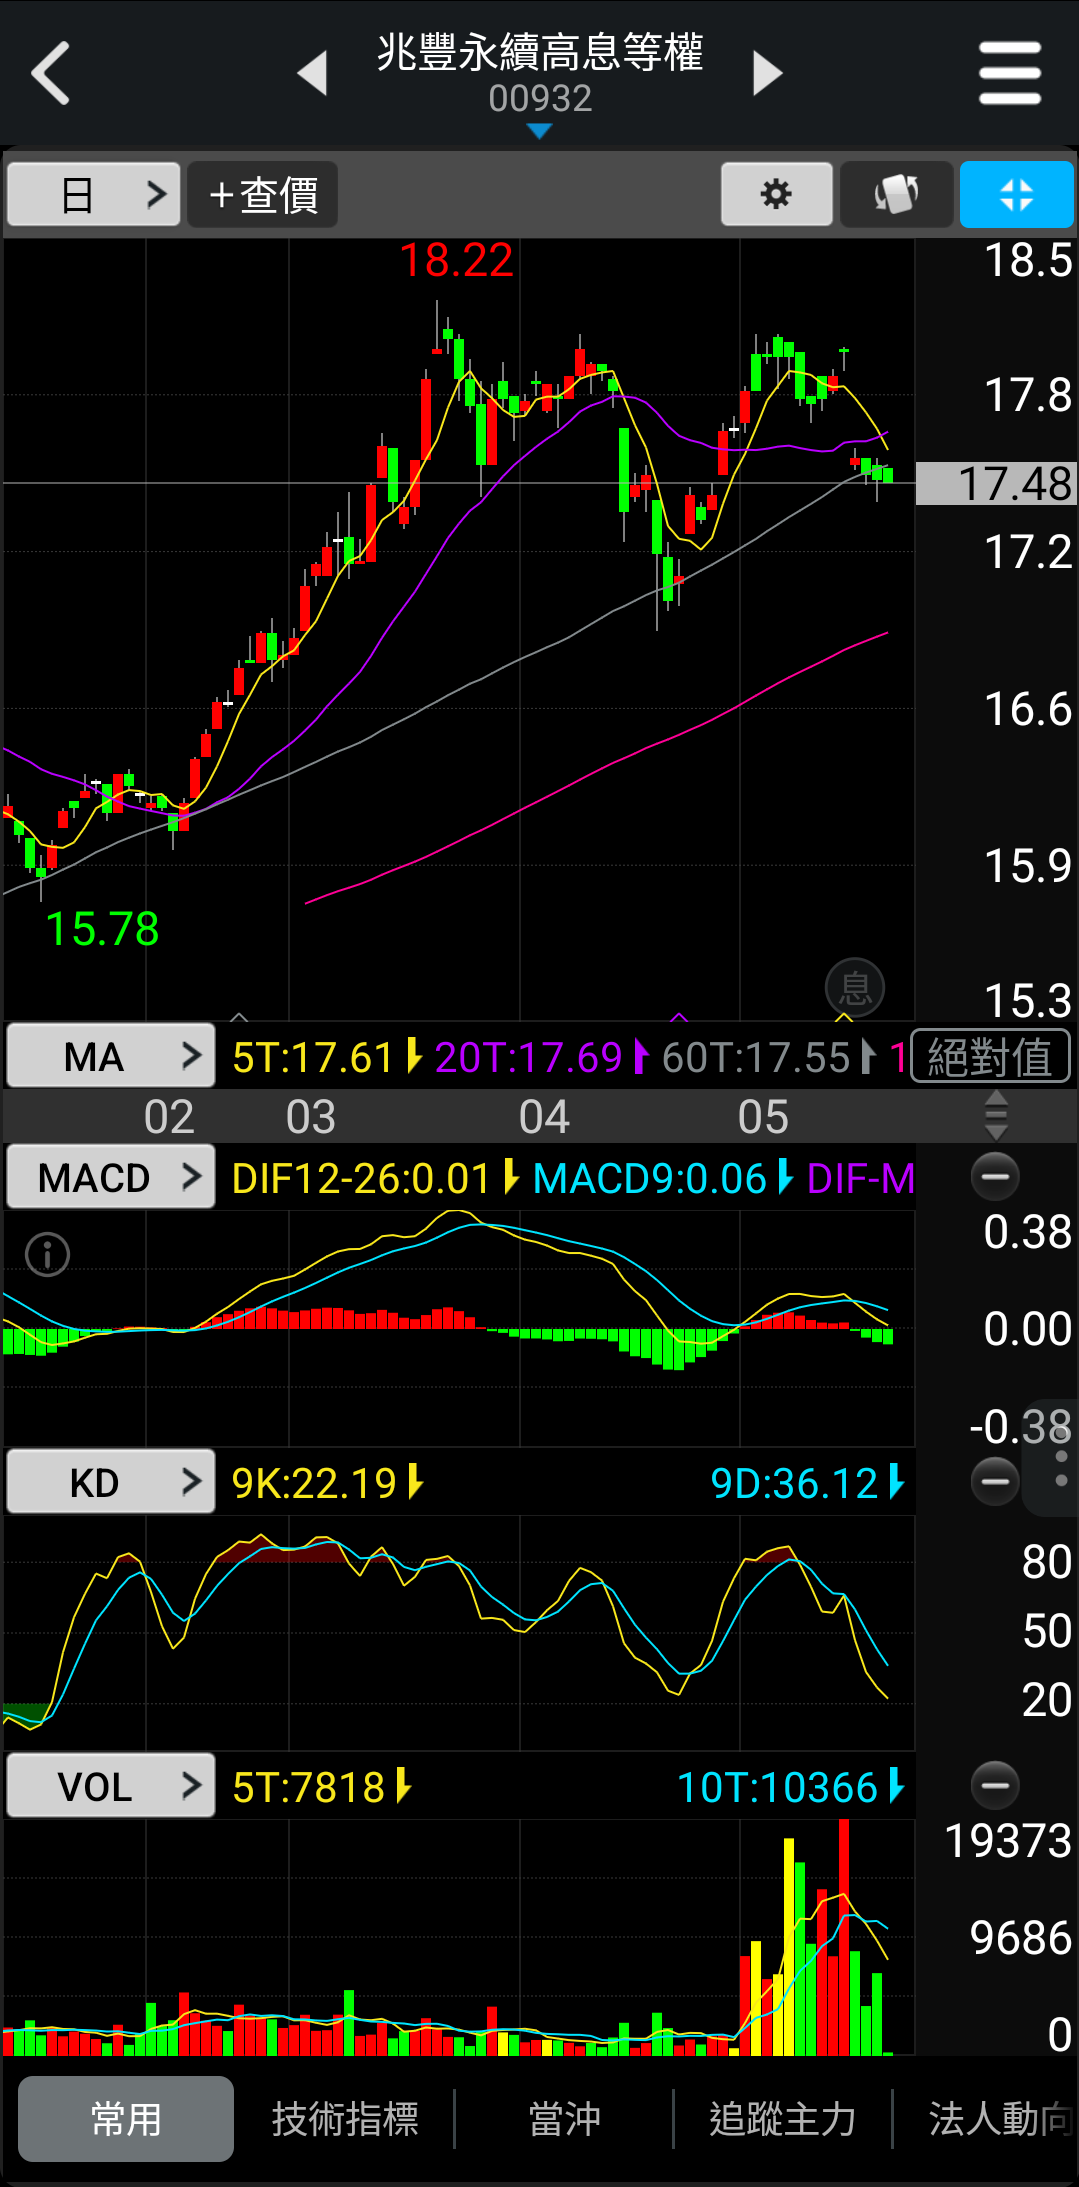 兆豐永續高息等權
00932
日
+查價
18.22
18.5
17.8
17.48
17.2
16.6
15.9
15.78
息
15.3
MA
5T:17.61 20T:17.69 60T:17.55 1
絕對值
02 03 04 05
MACD
DIF12-26:0.01 MACD9:0.06 DIF-M
0.38
0.00
-0.38
KD
9K:22.19 9D:36.12
80
50
20
VOL
5T:7818 10T:10366
19373
9686
0
常用 技術指標 當沖 追蹤主力 法人動向